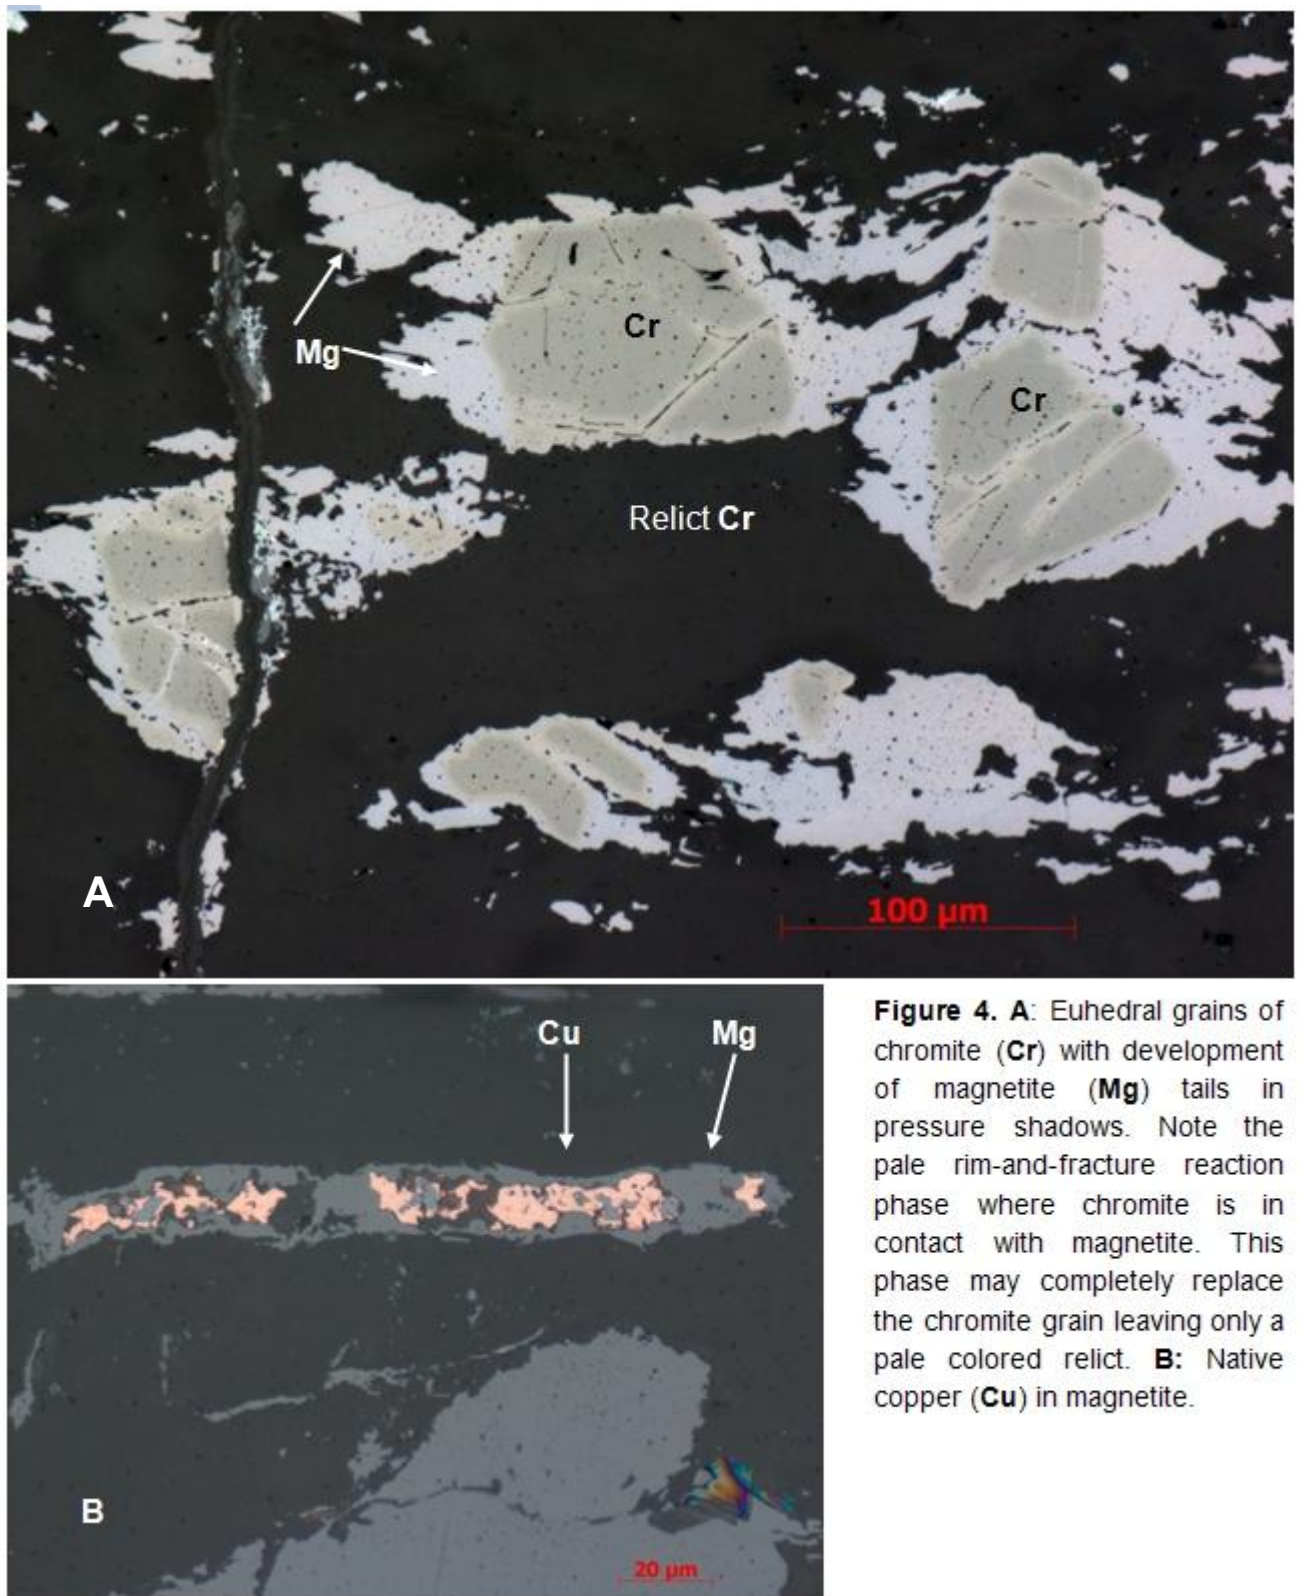 Mg
Cr
Cr
Relict Cr
A
100 µm
Cu
Mg
B
20 µm
Figure 4. A: Euhedral grains of
chromite (Cr) with development
of magnetite (Mg) tails in
pressure shadows. Note the
pale rim-and-fracture reaction
phase where chromite is in
contact with magnetite. This
phase may completely replace
the chromite grain leaving only a
pale colored relict. B: Native
copper (Cu) in magnetite.